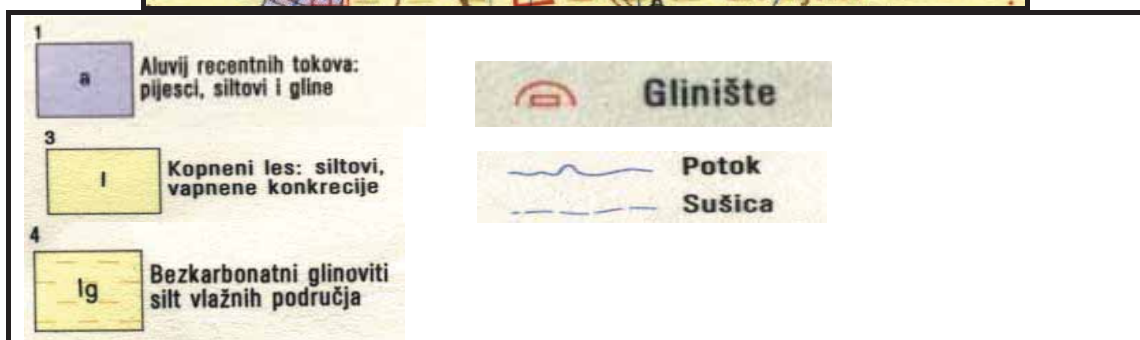 1
a
Aluvij recentnih tokova:
pijesci, siltovi i gline
3
l
Kopneni les: siltovi,
vapnene konkrecije
4
lg
Bezkarbonatni glinoviti
silt vlažnih područja
Glinište
Potok
Sušica